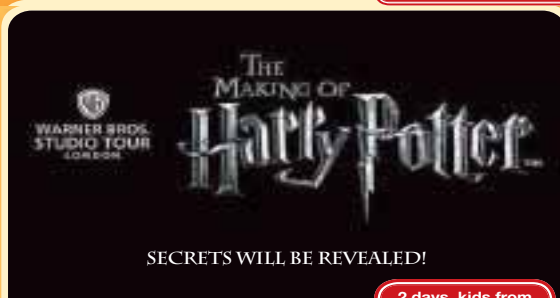 THE
MAKING OF
Harry Potter
WARNER BROS.
STUDIO TOUR
LONDON
SECRETS WILL BE REVEALED!
2 days, kids from